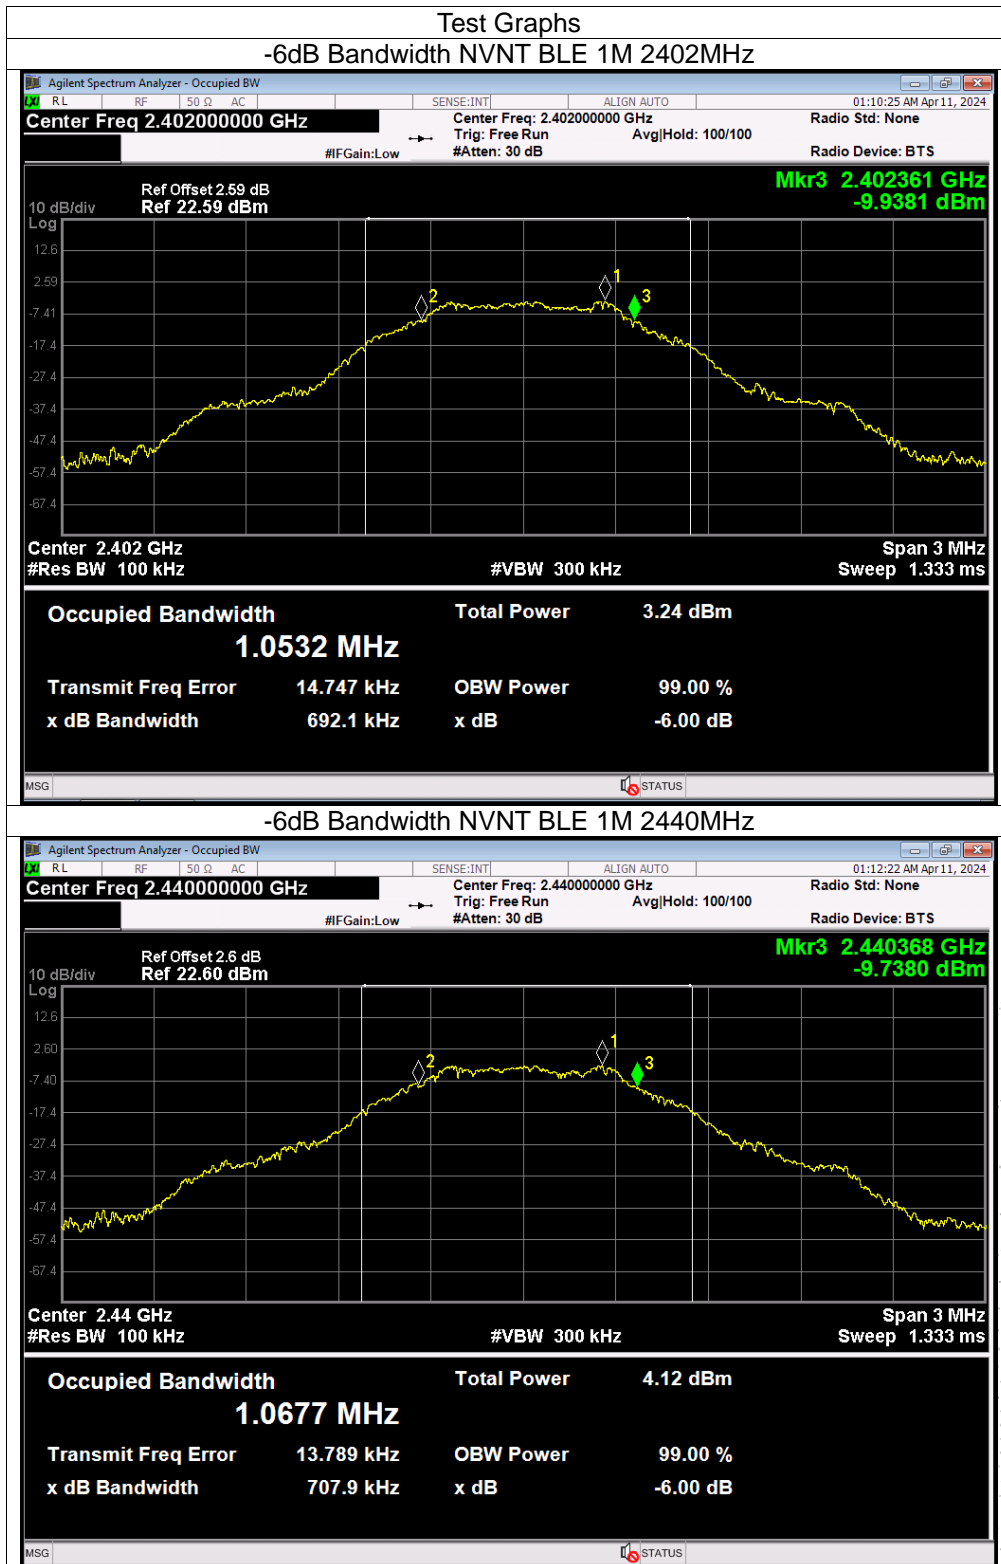 Test Graphs
-6dB Bandwidth NVNT BLE 1M 2402MHz
Agilent Spectrum Analyzer - Occupied BW
LXI RL RF 50 Ω AC SENSE:INT ALIGN AUTO 01:10:25 AM Apr 11, 2024
Center Freq 2.402000000 GHz Center Freq: 2.402000000 GHz Radio Std: None
Trig: Free Run Avg|Hold: 100/100
#IFGain:Low #Atten: 30 dB Radio Device: BTS
Mkr3 2.402361 GHz
-9.9381 dBm
Ref Offset 2.59 dB
10 dB/div Ref 22.59 dBm
Log
12.6
2.59
-7.41
-17.4
-27.4
-37.4
-47.4
-57.4
-67.4
2
1
3
Center 2.402 GHz Span 3 MHz
#Res BW 100 kHz #VBW 300 kHz Sweep 1.333 ms
Occupied Bandwidth Total Power 3.24 dBm
1.0532 MHz
Transmit Freq Error 14.747 kHz OBW Power 99.00 %
x dB Bandwidth 692.1 kHz x dB -6.00 dB
MSG STATUS
-6dB Bandwidth NVNT BLE 1M 2440MHz
Agilent Spectrum Analyzer - Occupied BW
LXI RL RF 50 Ω AC SENSE:INT ALIGN AUTO 01:12:22 AM Apr 11, 2024
Center Freq 2.440000000 GHz Center Freq: 2.440000000 GHz Radio Std: None
Trig: Free Run Avg|Hold: 100/100
#IFGain:Low #Atten: 30 dB Radio Device: BTS
Mkr3 2.440368 GHz
-9.7380 dBm
Ref Offset 2.6 dB
10 dB/div Ref 22.60 dBm
Log
12.6
2.60
-7.40
-17.4
-27.4
-37.4
-47.4
-57.4
-67.4
2
1
3
Center 2.44 GHz Span 3 MHz
#Res BW 100 kHz #VBW 300 kHz Sweep 1.333 ms
Occupied Bandwidth Total Power 4.12 dBm
1.0677 MHz
Transmit Freq Error 13.789 kHz OBW Power 99.00 %
x dB Bandwidth 707.9 kHz x dB -6.00 dB
MSG STATUS